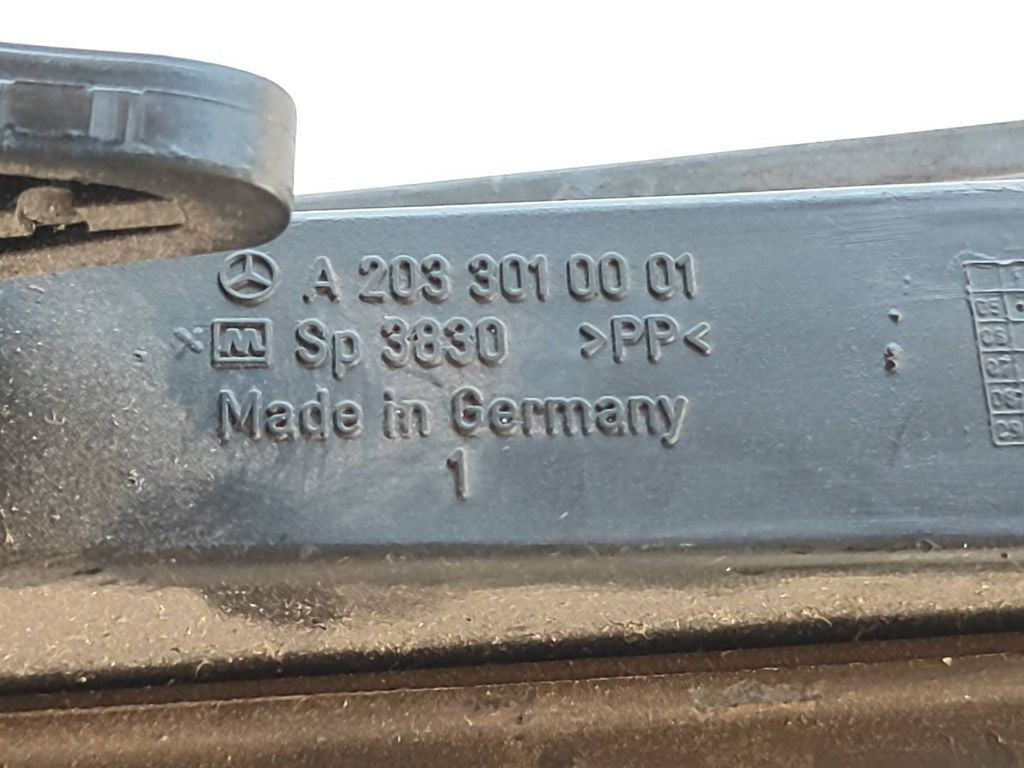 A 203 301 00 01
M Sp 3830 >PP<
Made in Germany
1